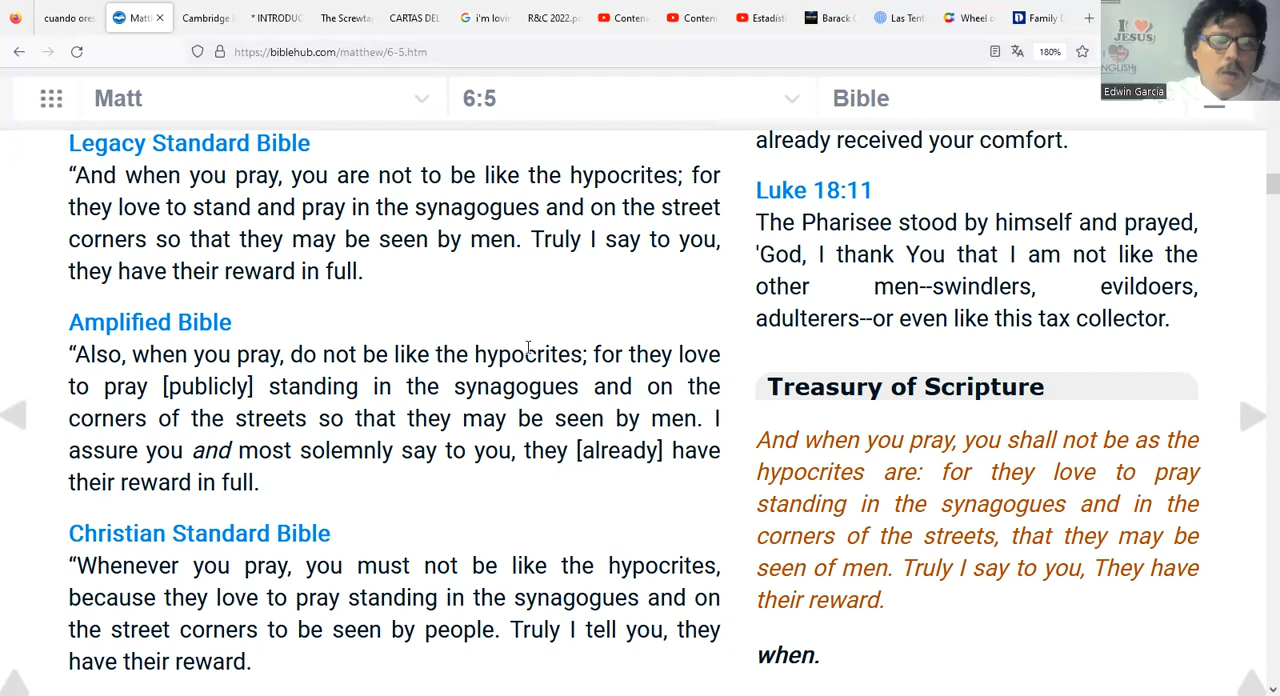 cuando ores
Matt
Cambridge
* INTRODUC
The Screwta
CARTAS DEL
i'm lovi
R&C 2022.p
Conten
Conten
Estadíst
Barack
Las Tent
Wheel o
Family D
https://biblehub.com/matthew/6-5.htm
180%
I ❤
JESUS
NGLISH
Edwin García
Matt
6:5
Bible
Legacy Standard Bible
“And when you pray, you are not to be like the hypocrites; for
they love to stand and pray in the synagogues and on the street
corners so that they may be seen by men. Truly I say to you,
they have their reward in full.
Amplified Bible
“Also, when you pray, do not be like the hypocrites; for they love
to pray [publicly] standing in the synagogues and on the
corners of the streets so that they may be seen by men. I
assure you and most solemnly say to you, they [already] have
their reward in full.
Christian Standard Bible
“Whenever you pray, you must not be like the hypocrites,
because they love to pray standing in the synagogues and on
the street corners to be seen by people. Truly I tell you, they
have their reward.
already received your comfort.
Luke 18:11
The Pharisee stood by himself and prayed,
'God, I thank You that I am not like the
other men--swindlers, evildoers,
adulterers--or even like this tax collector.
Treasury of Scripture
And when you pray, you shall not be as the
hypocrites are: for they love to pray
standing in the synagogues and in the
corners of the streets, that they may be
seen of men. Truly I say to you, They have
their reward.
when.